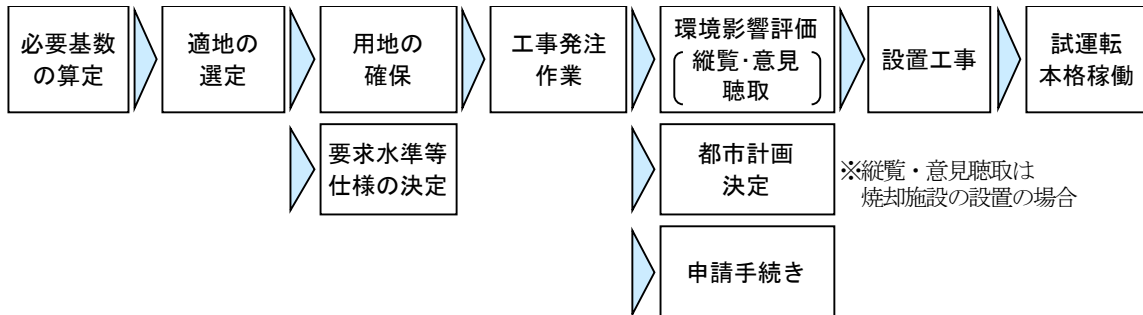 必要基数
の算定
適地の
選定
用地の
確保
工事発注
作業
環境影響評価
縦覧・意見
聴取
設置工事
試運転
本格稼働
要求水準等
仕様の決定
都市計画
決定
※縦覧・意見聴取は
焼却施設の設置の場合
申請手続き